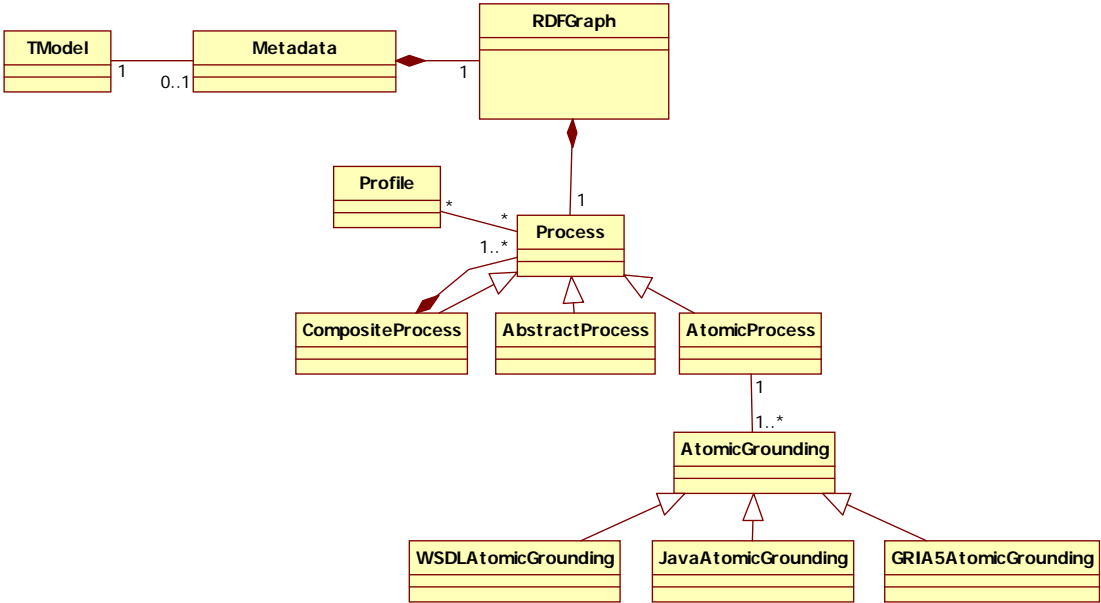 RDFGraph
TModel
Metadata
1
0..1
1
1
Profile
*
*
Process
1..*
CompositeProcess
AbstractProcess
AtomicProcess
1
1..*
AtomicGrounding
WSDLAtomicGrounding
JavaAtomicGrounding
GRIA5AtomicGrounding